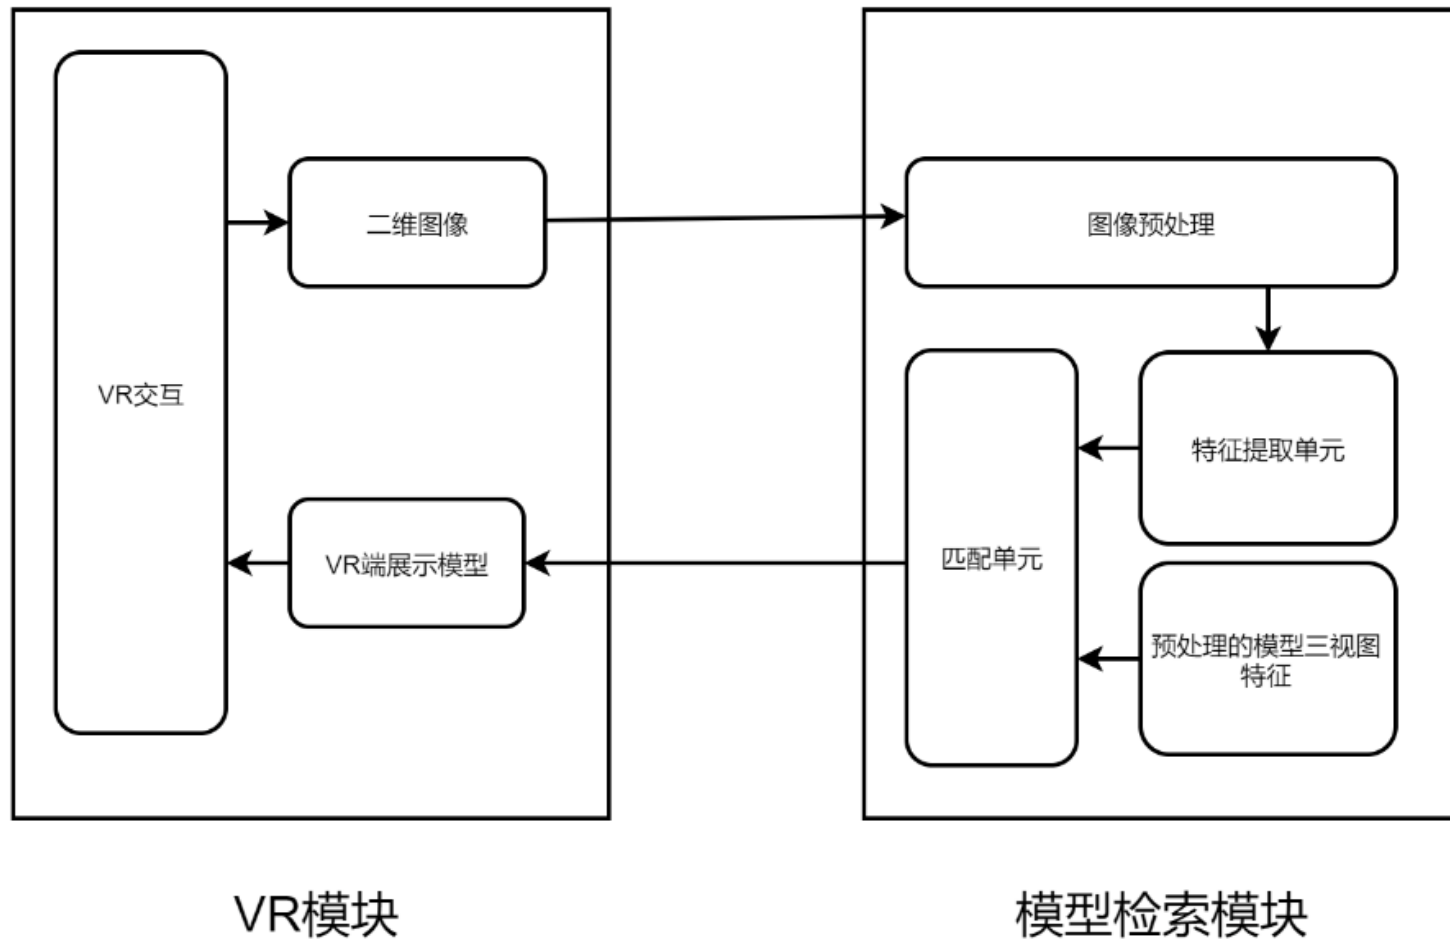 二维图像
图像预处理
VR交互
特征提取单元
VR端展示模型
匹配单元
预处理的模型三视图
特征
VR模块
模型检索模块